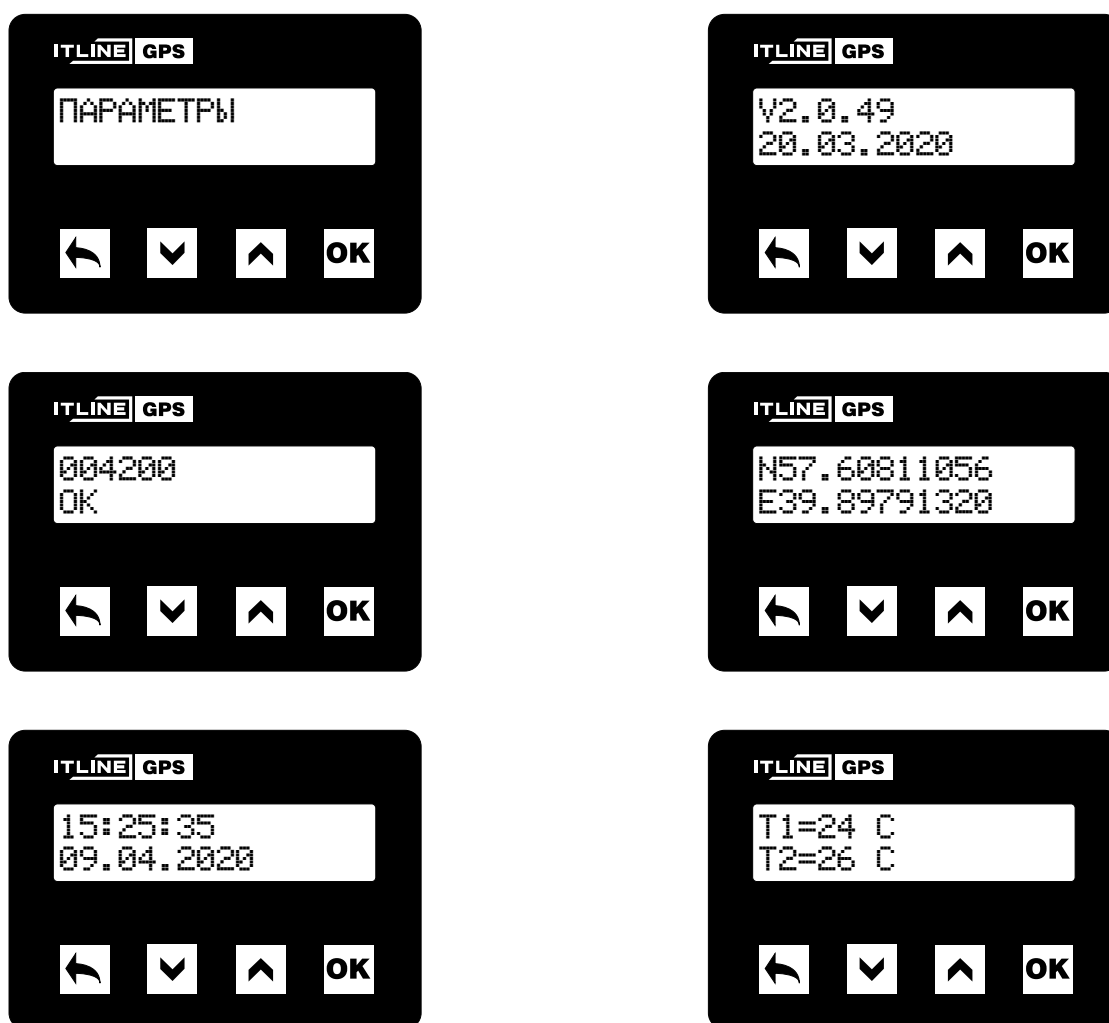 ITLINE GPS
ПАРАМЕТРЫ
OK
ITLINE GPS
V2.0.49
20.03.2020
OK
ITLINE GPS
004200
OK
OK
ITLINE GPS
N57.60811056
E39.89791320
OK
ITLINE GPS
15:25:35
09.04.2020
OK
ITLINE GPS
T1=24 C
T2=26 C
OK